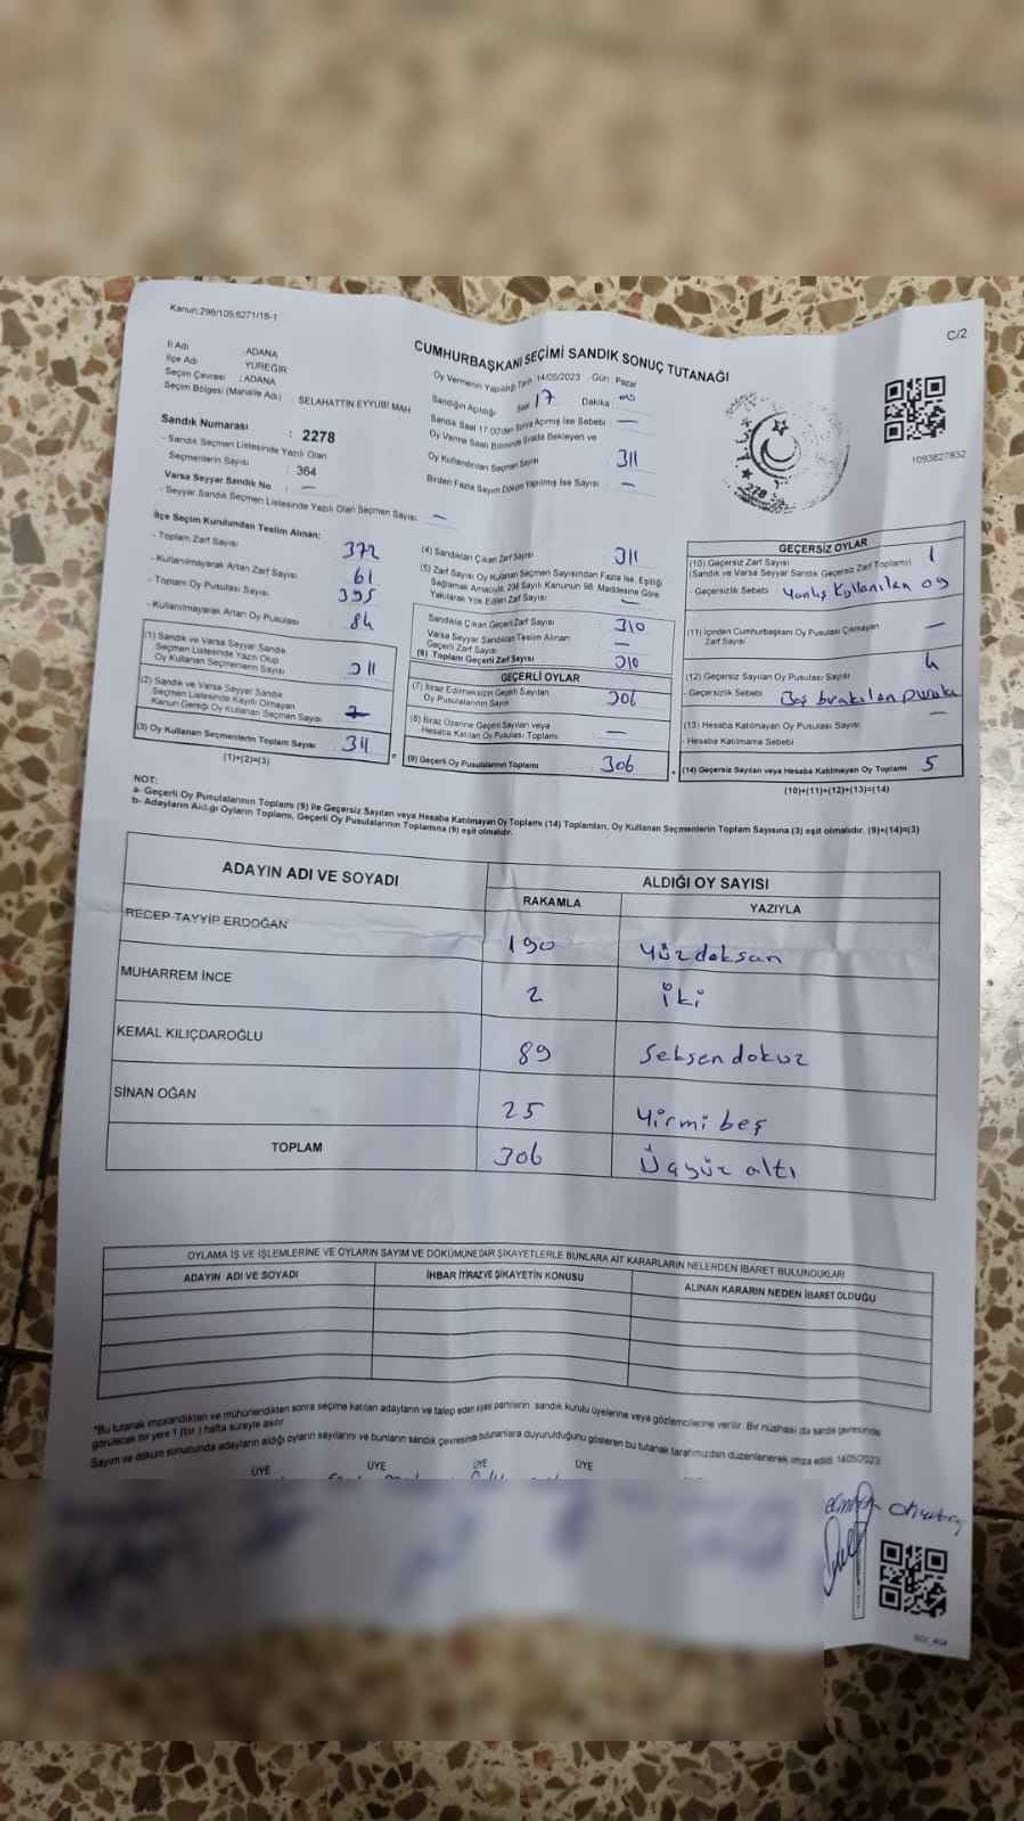 Kanun:298/105;6271/18-1
C/2
CUMHURBAŞKANI SEÇİMİ SANDIK SONUÇ TUTANAĞI
İl Adı : ADANA
İlçe Adı : YÜREĞİR
Seçim Çevresi : ADANA
Seçim Bölgesi (Mahalle Adı) SELAHATTİN EYYUBİ MAH
Sandık Numarası : 2278
- Sandık Seçmen Listesinde Yazılı Olan
Seçmenlerin Sayısı : 364
Varsa Seyyar Sandık No : —
- Seyyar Sandık Seçmen Listesinde Yazılı Olan Seçmen Sayısı —
Oy Vermenin Yapıldığı Tarih 14/05/2023 Gün : Pazar
Sandığın Açıldığı Saat 17 Dakika 00
Sandık Saat 17.00'den Sonra Açılmış İse Sebebi —
Oy Verme Saati Bitiminde Sırada Bekleyen ve
Oy Kullandırılan Seçmen Sayısı 311
Birden Fazla Sayım Döküm Yapılmış İse Sayısı —
1093827832
İlçe Seçim Kurulundan Teslim Alınan:
- Toplam Zarf Sayısı 372
- Kullanılmayarak Artan Zarf Sayısı 61
- Toplam Oy Pusulası Sayısı 395
- Kullanılmayarak Artan Oy Pusulası 84
(1) Sandık ve Varsa Seyyar Sandık
Seçmen Listesinde Yazılı Olup
Oy Kullanan Seçmenlerin Sayısı 311
(2) Sandık ve Varsa Seyyar Sandık
Seçmen Listesinde Kayıtlı Olmayan
Kanun Gereği Oy Kullanan Seçmen Sayısı
(3) Oy Kullanan Seçmenlerin Toplam Sayısı 311
(1)+(2)=(3)
(4) Sandıktan Çıkan Zarf Sayısı 311
(5) Zarf Sayısı Oy Kullanan Seçmen Sayısından Fazla İse, Eşitliği
Sağlamak Amacıyla 298 Sayılı Kanunun 98. Maddesine Göre
Yakılarak Yok Edilen Zarf Sayısı —
Sandıkta Çıkan Geçerli Zarf Sayısı 310
Varsa Seyyar Sandıktan Teslim Alınan
Geçerli Zarf Sayısı —
(6) Toplam Geçerli Zarf Sayısı 310
GEÇERLİ OYLAR
(7) İtiraz Edilmeksizin Geçerli Sayılan
Oy Pusulalarının Sayısı 306
(8) İtiraz Üzerine Geçerli Sayılan veya
Hesaba Katılan Oy Pusulası Toplamı —
(9) Geçerli Oy Pusulalarının Toplamı 306
GEÇERSİZ OYLAR
(10) Geçersiz Zarf Sayısı 1
(Sandık ve Varsa Seyyar Sandık Geçersiz Zarf Toplamı)
- Geçersizlik Sebebi Yanlış Kullanılan oy
(11) İçinden Cumhurbaşkanı Oy Pusulası Çıkmayan
Zarf Sayısı —
(12) Geçersiz Sayılan Oy Pusulası Sayısı 4
- Geçersizlik Sebebi Boş bırakılan pusula
(13) Hesaba Katılmayan Oy Pusulası Sayısı —
- Hesaba Katılmama Sebebi
(14) Geçersiz Sayılan veya Hesaba Katılmayan Oy Toplamı 5
(10)+(11)+(12)+(13)=(14)
NOT:
a- Geçerli Oy Pusulalarının Toplamı (9) ile Geçersiz Sayılan veya Hesaba Katılmayan Oy Toplamı (14) Toplamları, Oy Kullanan Seçmenlerin Toplam Sayısına (3) eşit olmalıdır. (9)+(14)=(3)
b- Adayların Aldığı Oyların Toplamı, Geçerli Oy Pusulalarının Toplamına (9) eşit olmalıdır.
ADAYIN ADI VE SOYADI
ALDIĞI OY SAYISI
RAKAMLA YAZIYLA
RECEP TAYYİP ERDOĞAN 190 Yüzdoksan
MUHARREM İNCE 2 İki
KEMAL KILIÇDAROĞLU 89 Seksendokuz
SİNAN OĞAN 25 Yirmi beş
TOPLAM 306 Üçyüz altı
OYLAMA İŞ VE İŞLEMLERİNE VE OYLARIN SAYIM VE DÖKÜMÜNE DAİR ŞİKAYETLERLE BUNLARA AİT KARARLARIN NELERDEN İBARET BULUNDUKLARI
ADAYIN ADI VE SOYADI İHBAR İTİRAZ VE ŞİKAYETİN KONUSU ALINAN KARARIN NEDEN İBARET OLDUĞU
"Bu tutanak imzalandıktan ve mühürlendikten sonra seçime katılan adayların ve talep eden siyasi partilerin sandık kurulu üyelerine veya gözlemcilerine verilir. Bir nüshası da sandık çevresinde
görülecek bir yere 1 (bir) hafta süreyle asılır.
Sayım ve döküm sonucunda adayların aldığı oyların sayılarını ve bunların sandık çevresinde bulunanlara duyurulduğunu gösteren bu tutanak tarafımızdan düzenlenerek imza edildi. 14/05/2023
ÜYE ÜYE ÜYE ÜYE